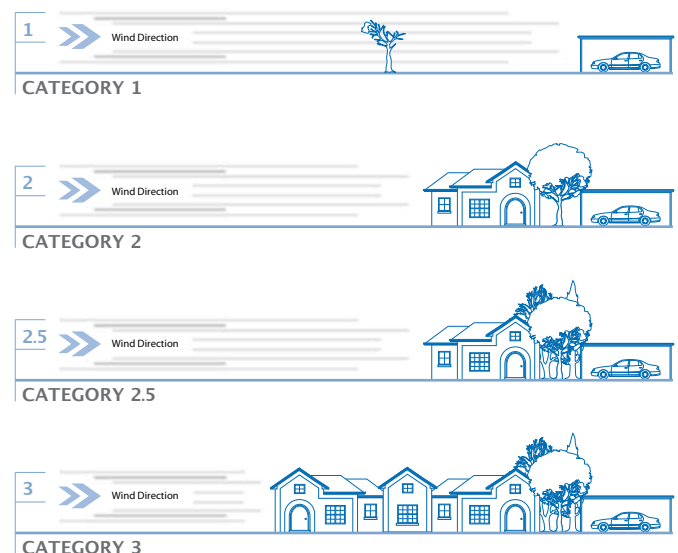 1
Wind Direction
CATEGORY 1
2
Wind Direction
CATEGORY 2
2.5
Wind Direction
CATEGORY 2.5
3
Wind Direction
CATEGORY 3